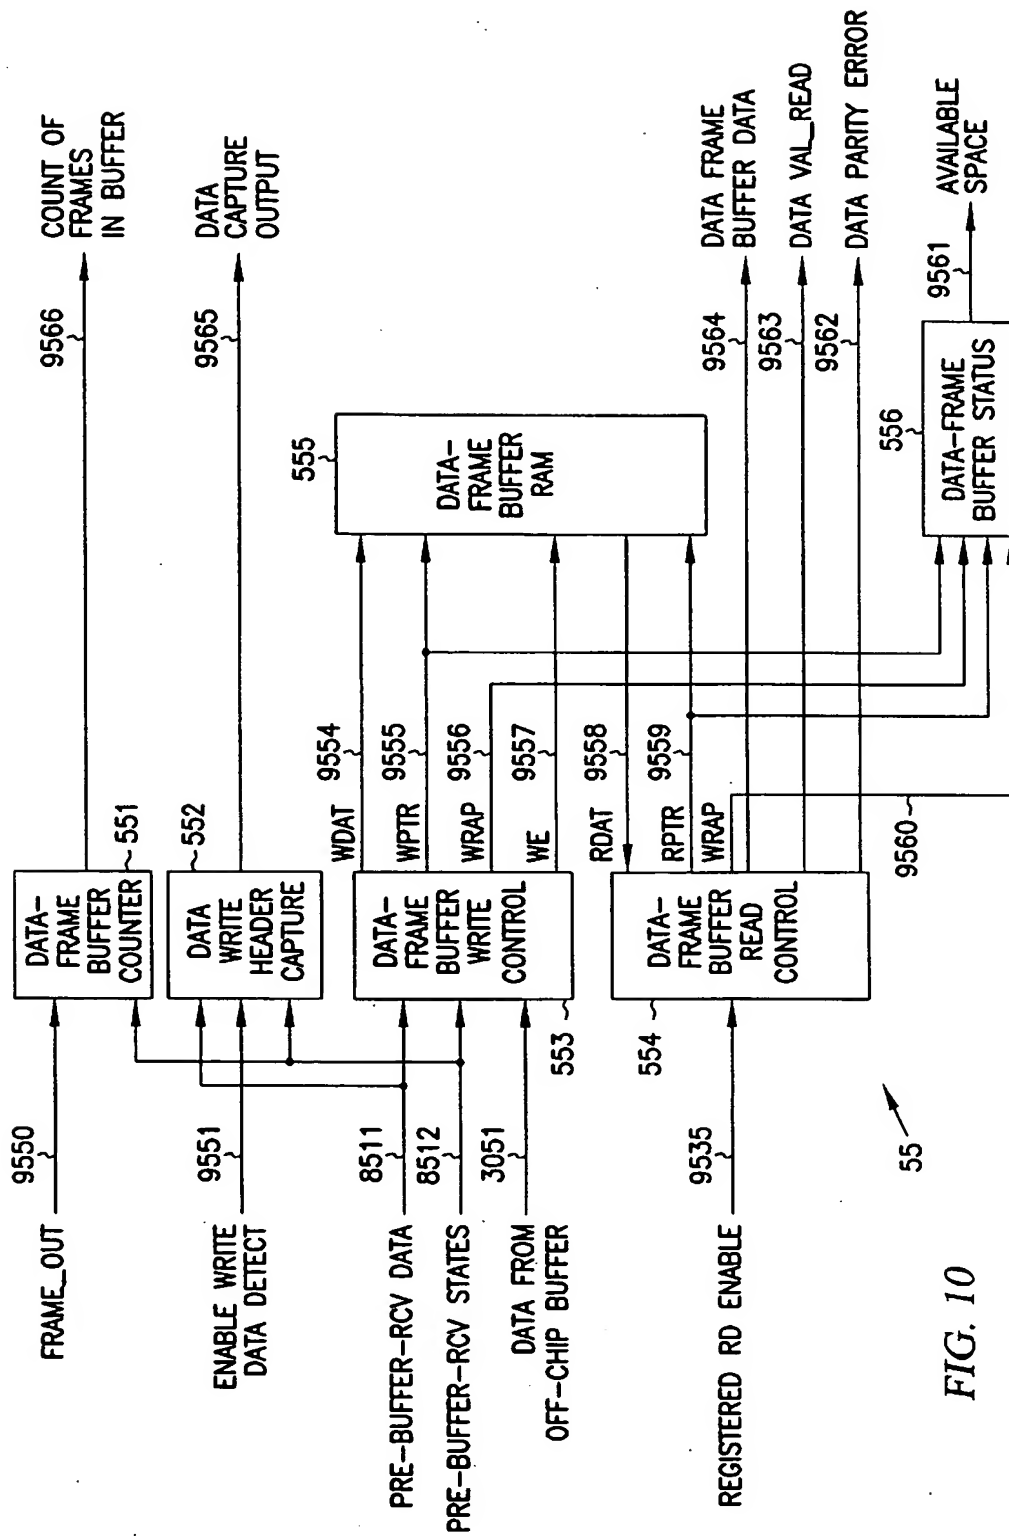 FRAME_OUT
9550
DATA-
FRAME
BUFFER
COUNTER
551
9566
COUNT OF
FRAMES
IN BUFFER
ENABLE WRITE
DATA DETECT
9551
DATA
WRITE
HEADER
CAPTURE
552
9565
DATA
CAPTURE
OUTPUT
PRE-BUFFER-RCV DATA
8511
PRE-BUFFER-RCV STATES
8512
DATA FROM
OFF-CHIP BUFFER
3051
DATA-
FRAME
BUFFER
WRITE
CONTROL
553
WDAT
9554
WPTR
9555
WRAP
9556
WE
9557
555
DATA-
FRAME
BUFFER
RAM
REGISTERED RD ENABLE
9535
554
DATA-
FRAME
BUFFER
READ
CONTROL
RDAT
9558
RPTR
9559
WRAP
9560
9564
DATA FRAME
BUFFER DATA
9563
DATA VAL_READ
9562
DATA PARITY ERROR
556
DATA-FRAME
BUFFER STATUS
9561
AVAILABLE
SPACE
55
FIG. 10